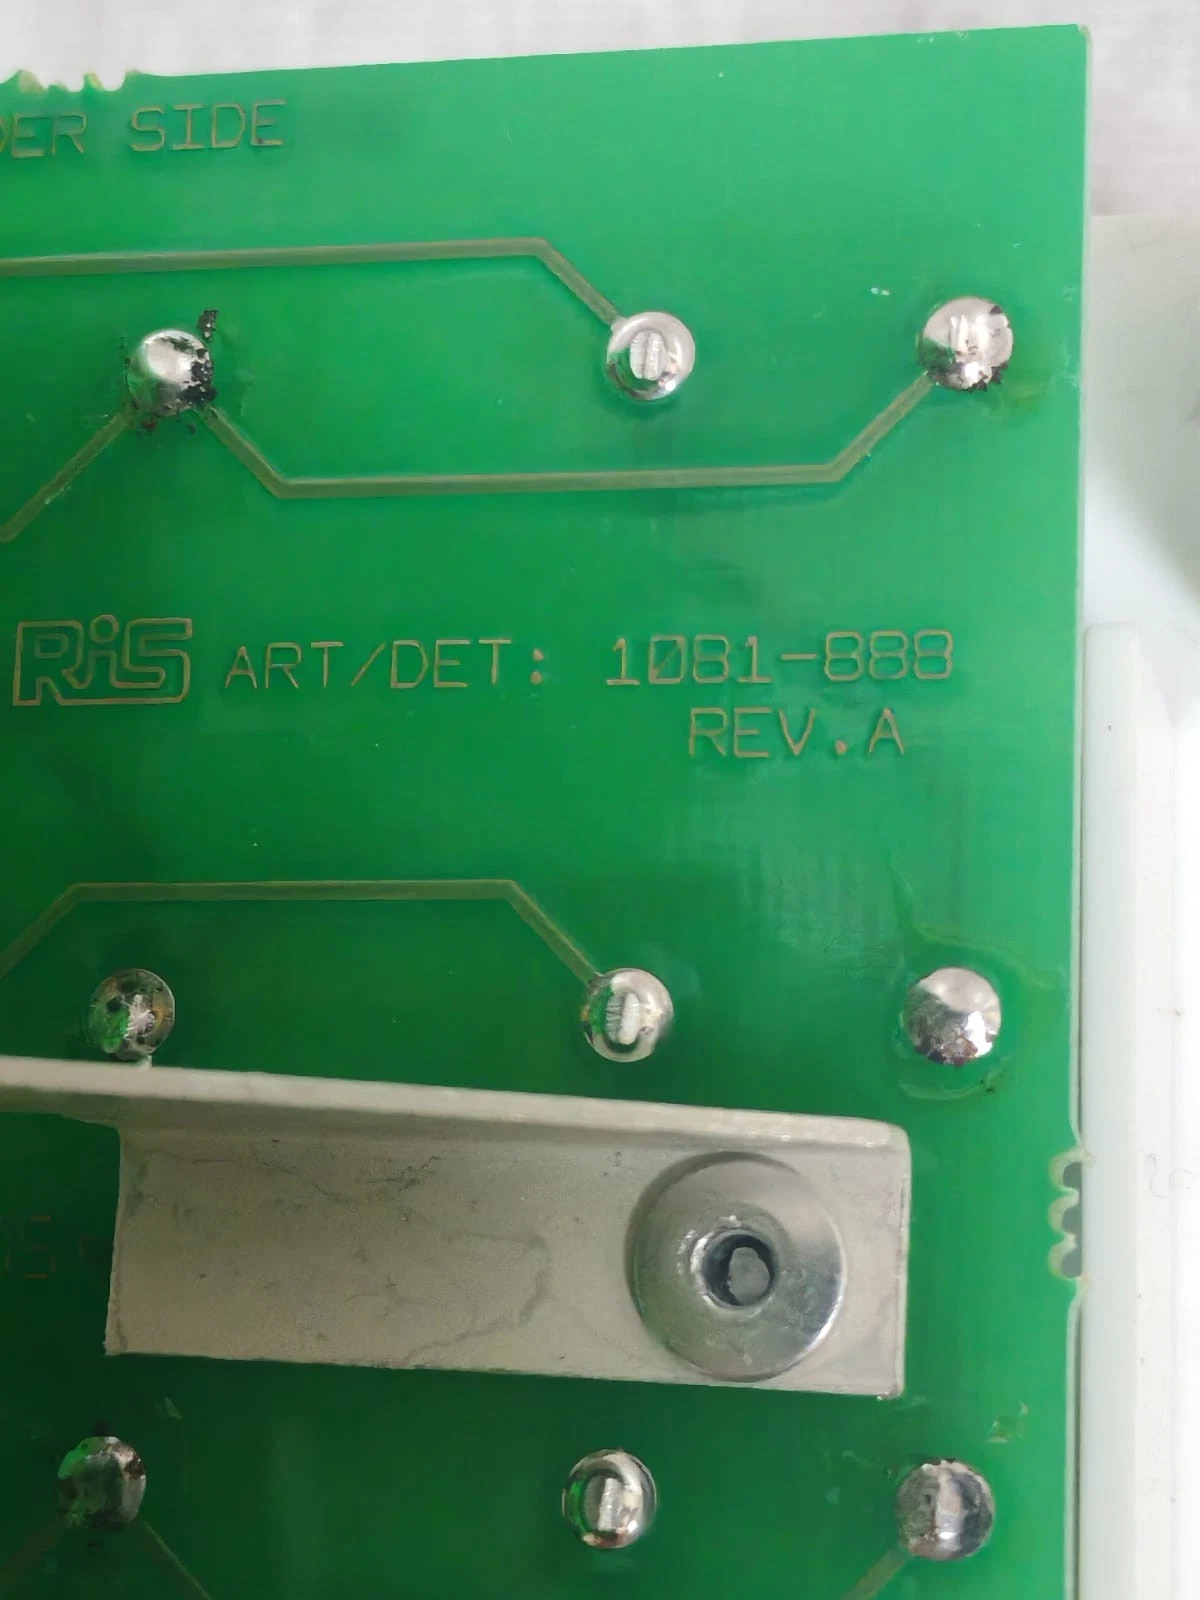 DER SIDE
RIS ART/DET: 1081-888
REV.A